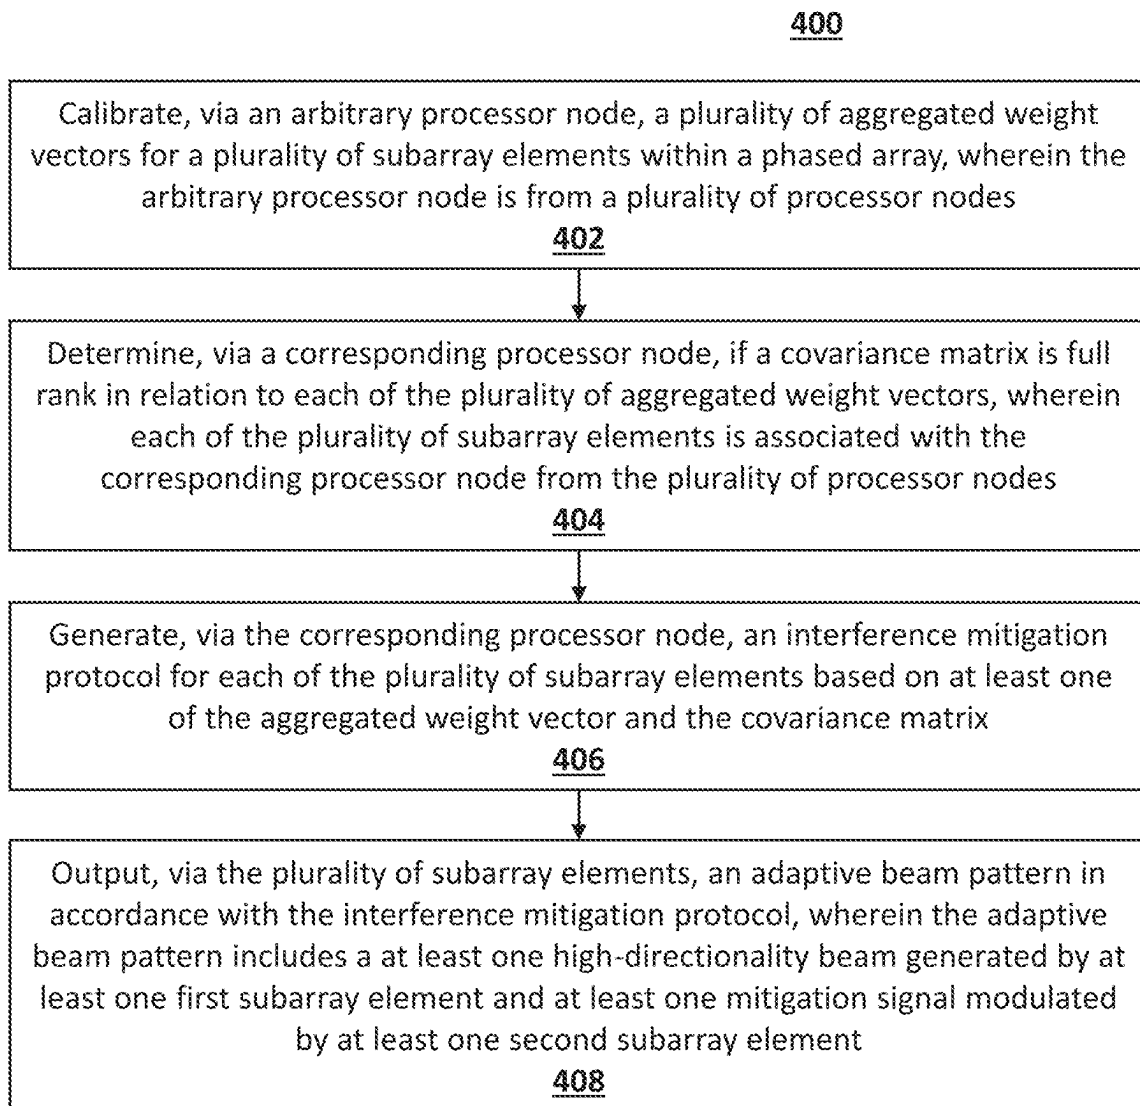 400
Calibrate, via an arbitrary processor node, a plurality of aggregated weight
vectors for a plurality of subarray elements within a phased array, wherein the
arbitrary processor node is from a plurality of processor nodes
402
Determine, via a corresponding processor node, if a covariance matrix is full
rank in relation to each of the plurality of aggregated weight vectors, wherein
each of the plurality of subarray elements is associated with the
corresponding processor node from the plurality of processor nodes
404
Generate, via the corresponding processor node, an interference mitigation
protocol for each of the plurality of subarray elements based on at least one
of the aggregated weight vector and the covariance matrix
406
Output, via the plurality of subarray elements, an adaptive beam pattern in
accordance with the interference mitigation protocol, wherein the adaptive
beam pattern includes a at least one high-directionality beam generated by at
least one first subarray element and at least one mitigation signal modulated
by at least one second subarray element
408